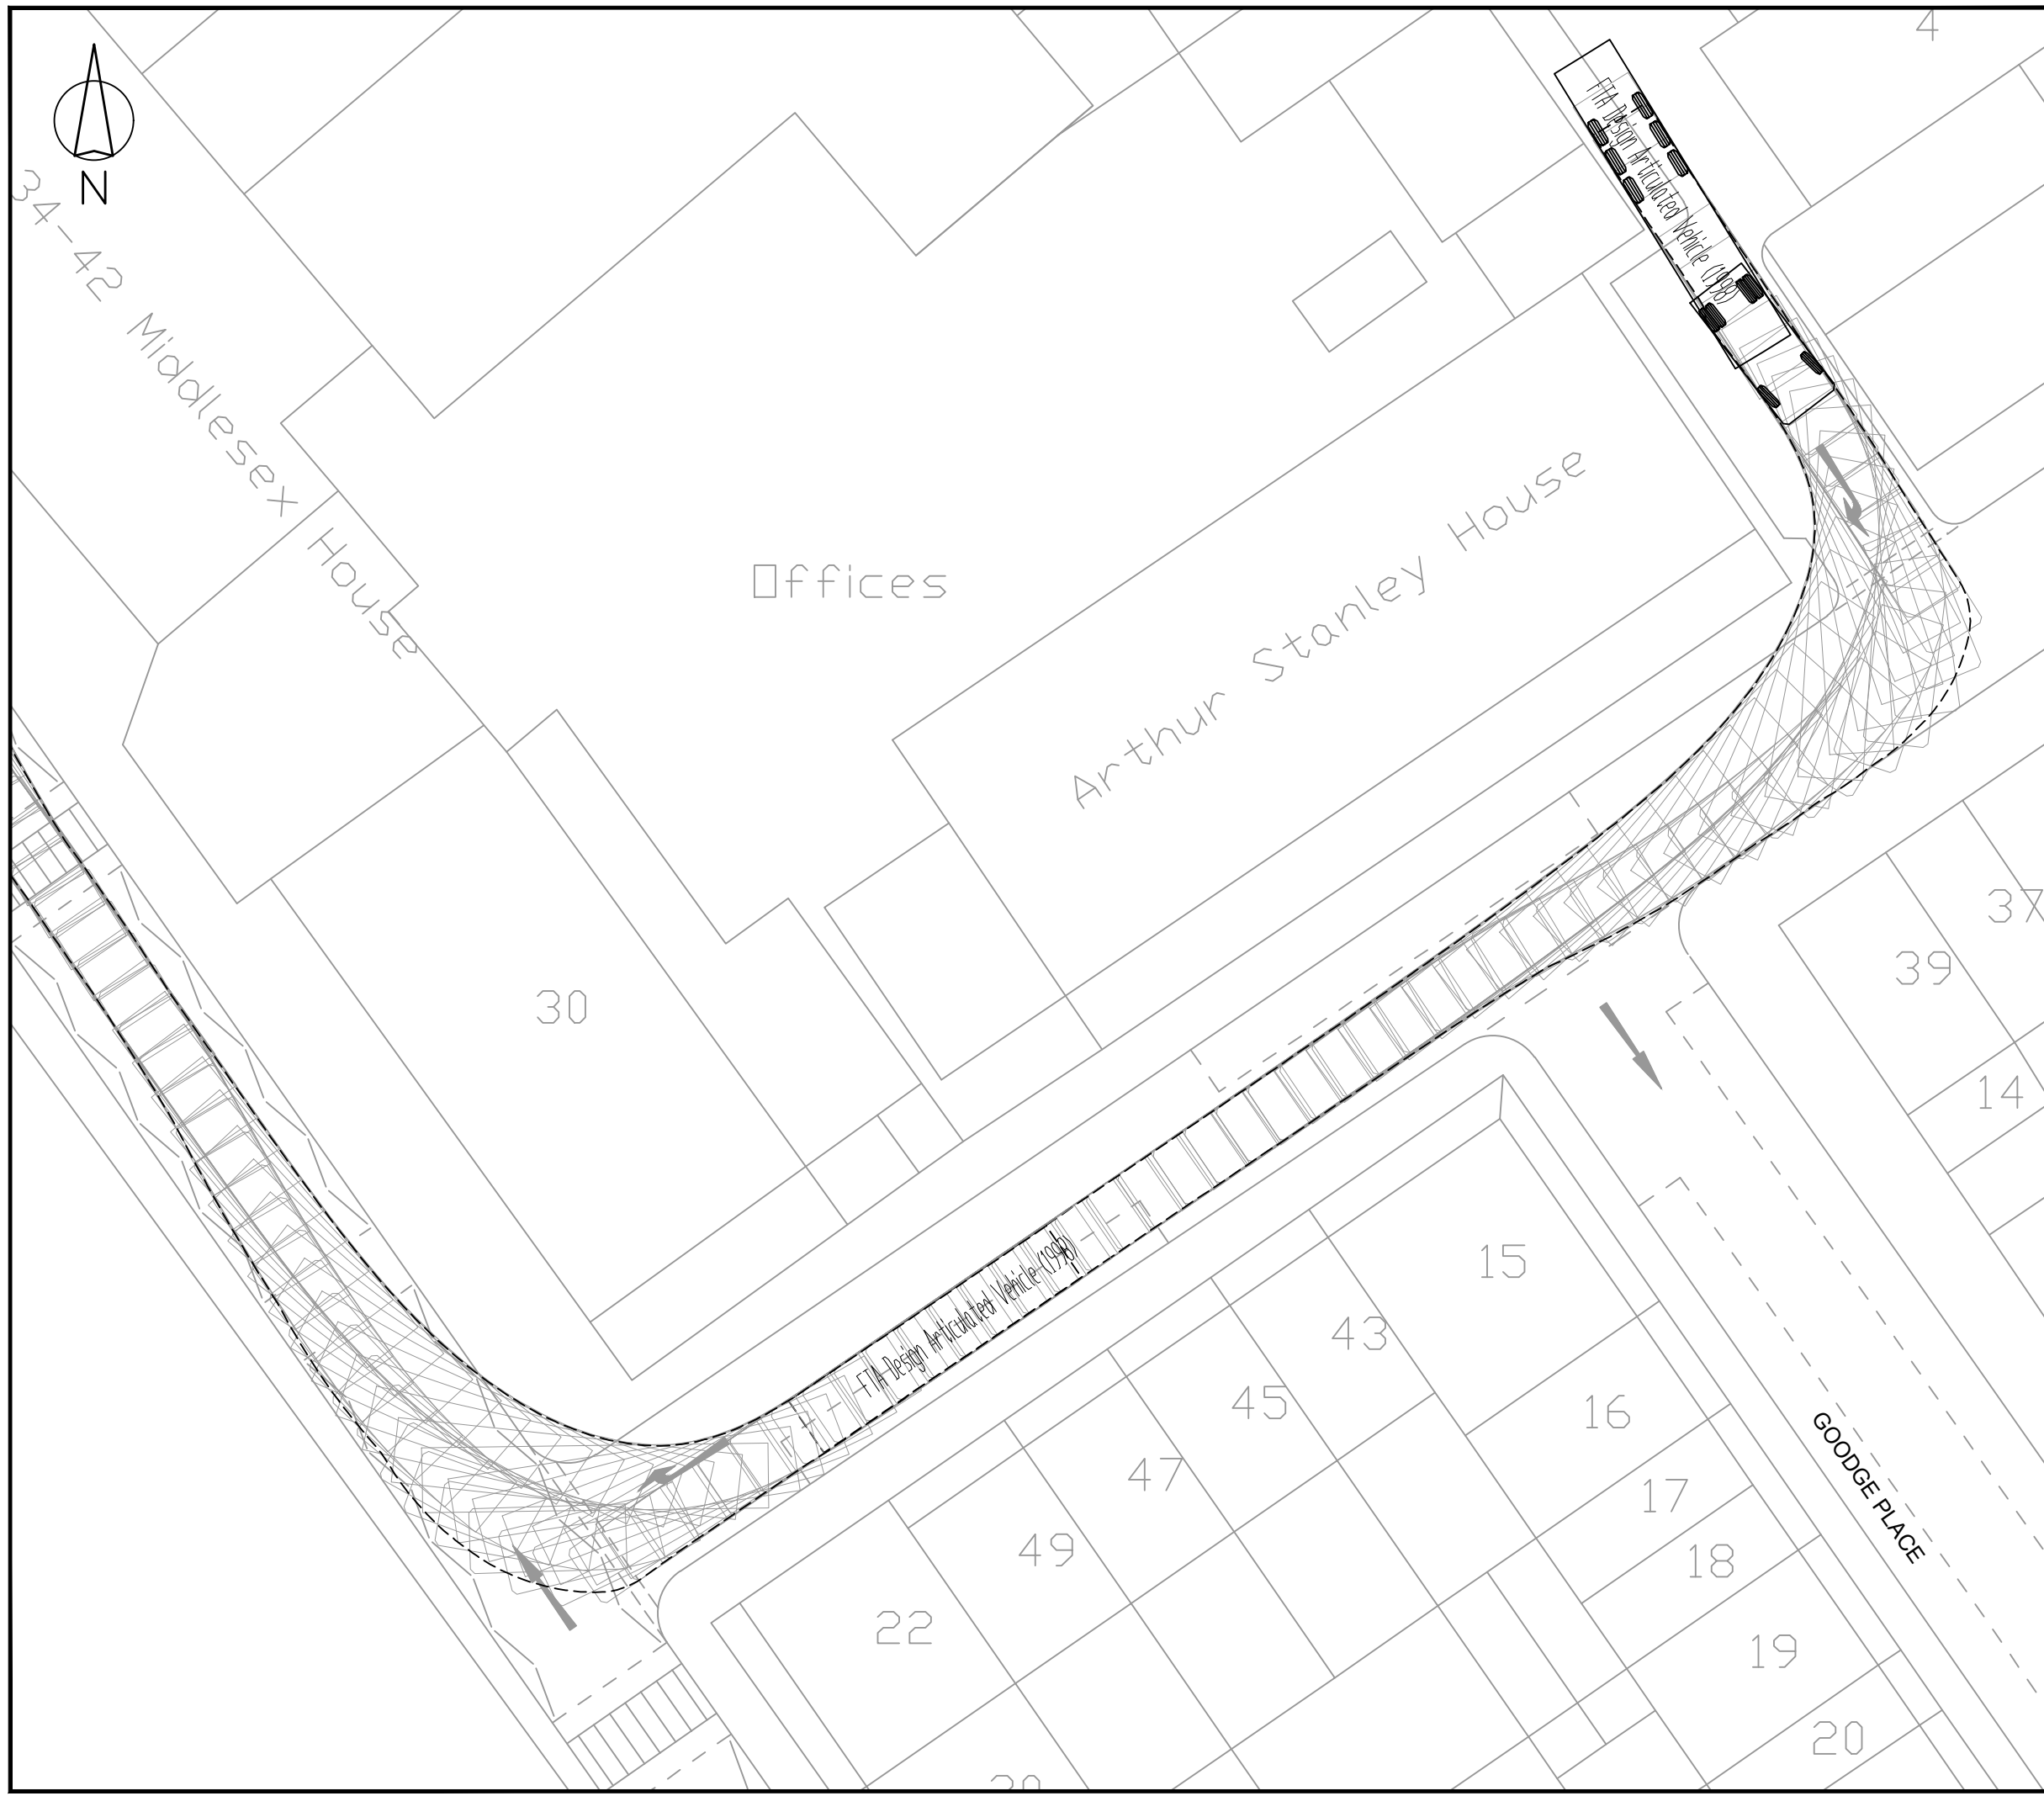 4
N
FTA Design Articulated Vehicle (1998)
34-42 Middlesex House
Offices
Arthur Stanley House
37
39
30
14
FTA Design Articulated Vehicle (1998)
15
43
45
16
47
17
GOODGE PLACE
49
18
22
19
20